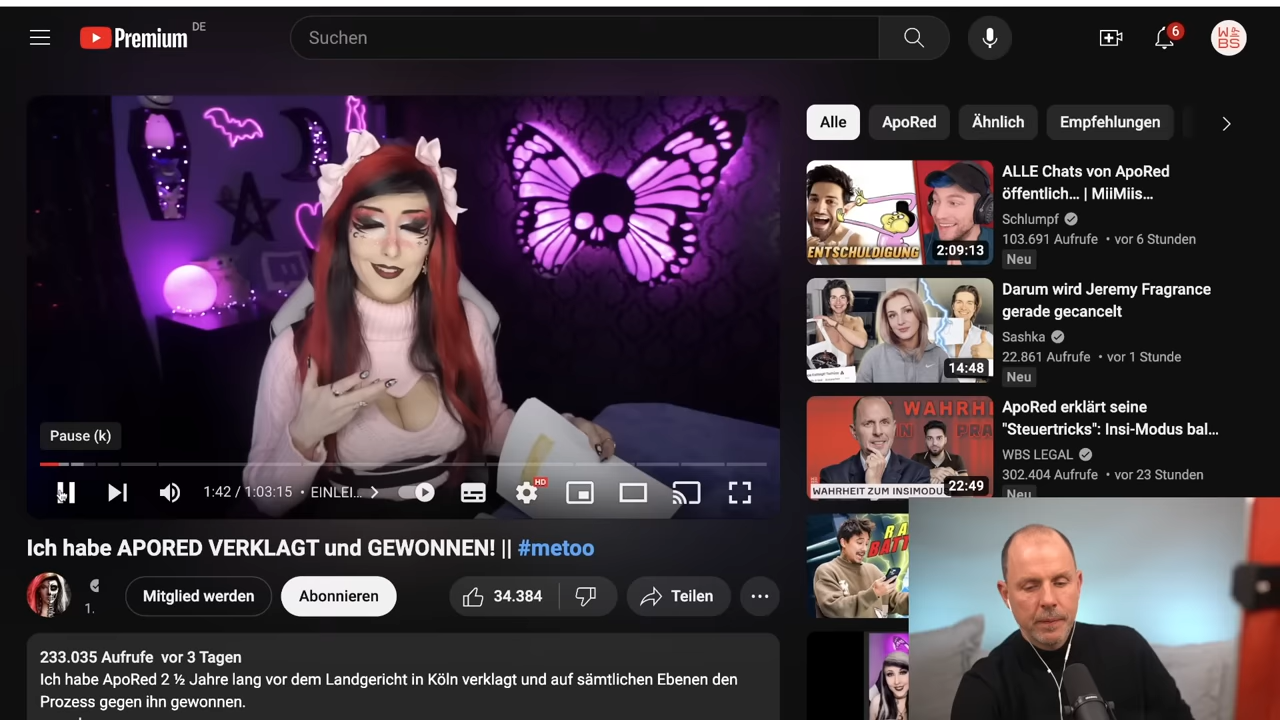 Premium DE
Suchen
6
WBS
Alle
ApoRed
Ähnlich
Empfehlungen
ENTSCHULDIGUNG
2:09:13
ALLE Chats von ApoRed
öffentlich... | MiiMiis...
Schlumpf
103.691 Aufrufe • vor 6 Stunden
Neu
14:48
Darum wird Jeremy Fragrance
gerade gecancelt
Sashka
22.861 Aufrufe • vor 1 Stunde
Neu
WAHRHEIT ZUM INSIMODU
22:49
ApoRed erklärt seine
"Steuertricks": Insi-Modus bal...
WBS LEGAL
302.404 Aufrufe • vor 23 Stunden
Neu
Pause (k)
1:42 / 1:03:15 • EINLEI...
HD
Ich habe APORED VERKLAGT und GEWONNEN! || #metoo
1.
Mitglied werden
Abonnieren
34.384
Teilen
233.035 Aufrufe vor 3 Tagen
Ich habe ApoRed 2 ½ Jahre lang vor dem Landgericht in Köln verklagt und auf sämtlichen Ebenen den
Prozess gegen ihn gewonnen.